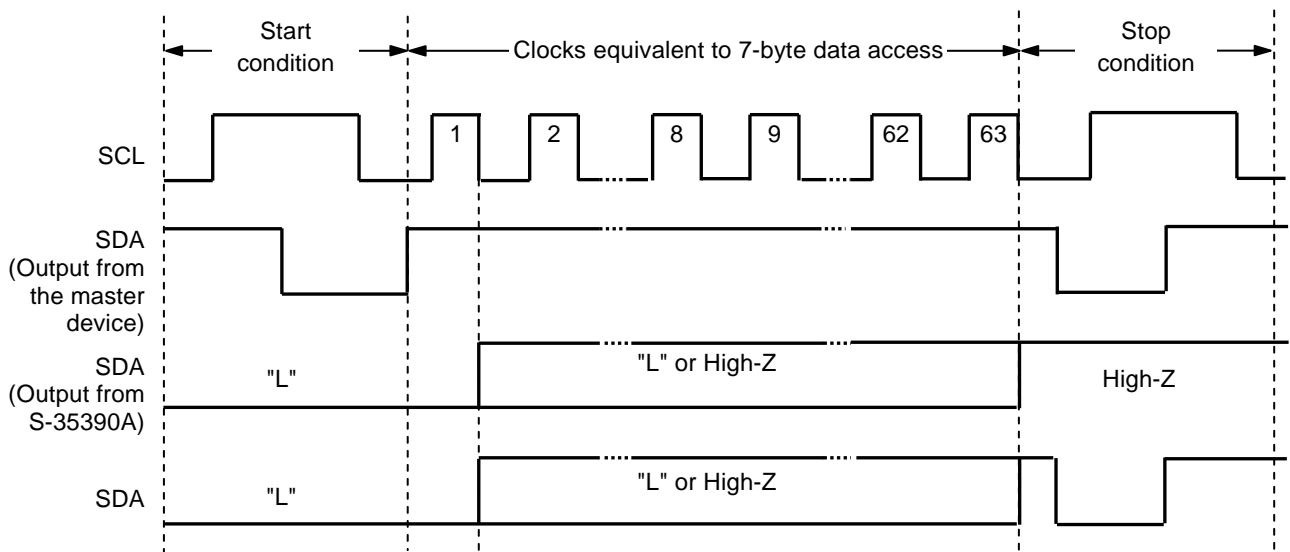 Start
condition
Clocks equivalent to 7-byte data access
Stop
condition
SCL
1
2
8
9
62
63
SDA
(Output from
the master
device)
SDA
(Output from
S-35390A)
"L"
"L" or High-Z
High-Z
SDA
"L"
"L" or High-Z